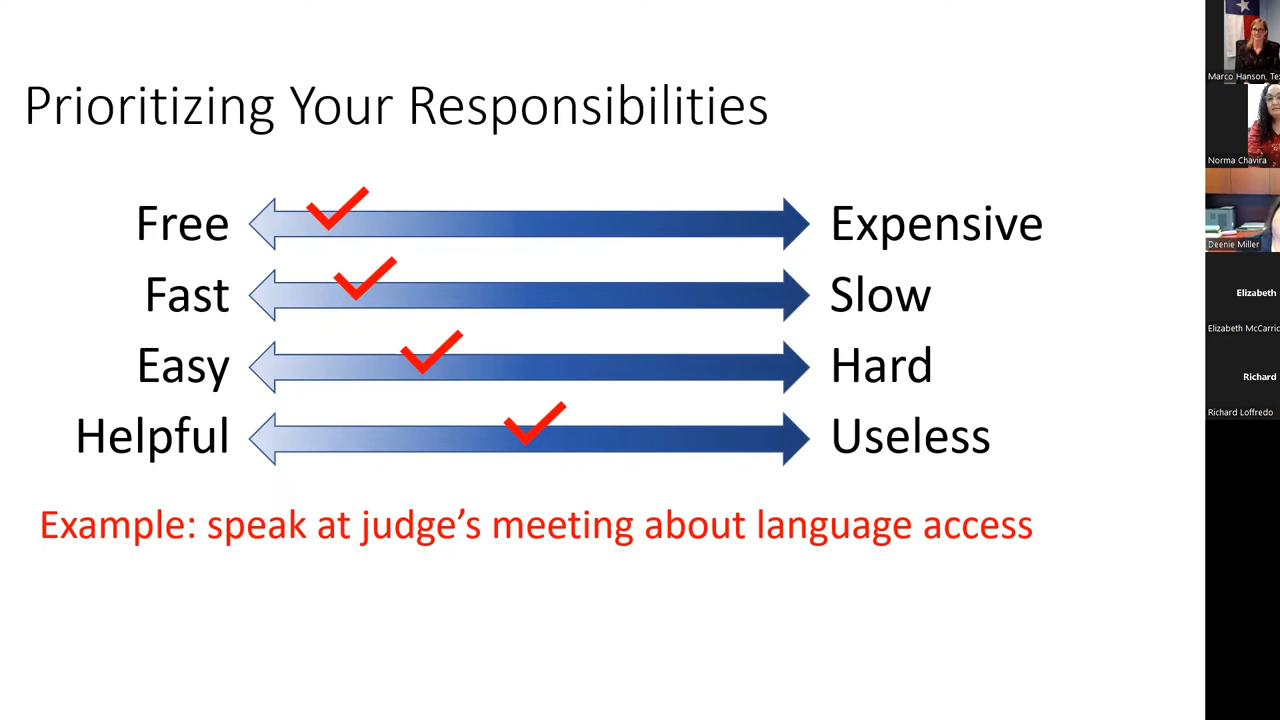 Prioritizing Your Responsibilities
Free
Expensive
Fast
Slow
Easy
Hard
Helpful
Useless
Example: speak at judge's meeting about language access
Marco Hanson, Te
Norma Chavira
Deenie Miller
Elizabeth
Elizabeth McCarric
Richard
Richard Loffredo